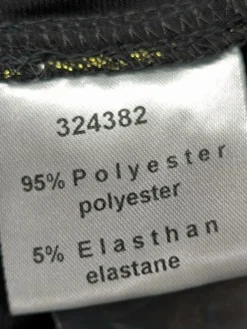 324382
95% Polyester
polyester
5% Elasthan
elastane